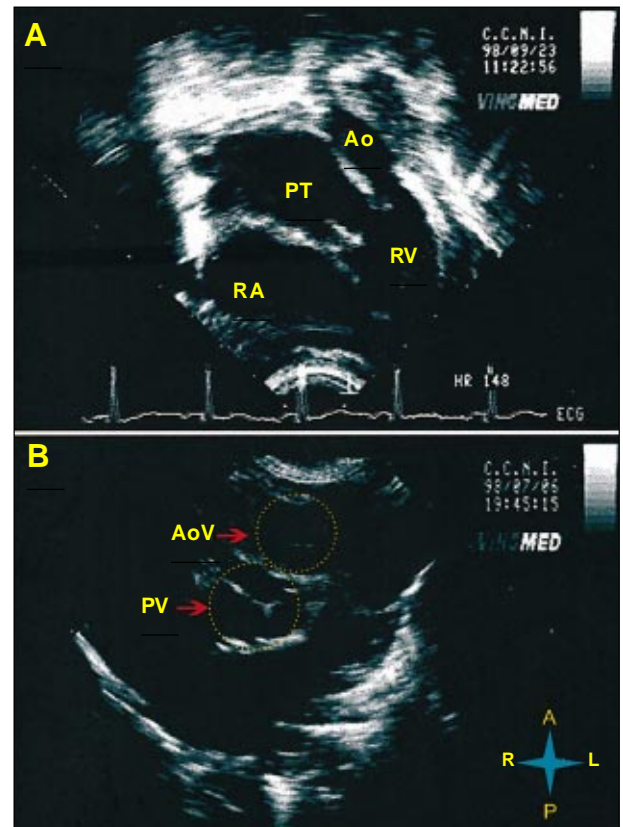 A
C.C.N.I.
98/09/23
11:22:56
VINGMED
Ao
PT
RV
RA
HR 148
ECG
B
C.C.N.I.
98/07/06
19:45:15
VINGMED
AoV
PV
A
R L
P